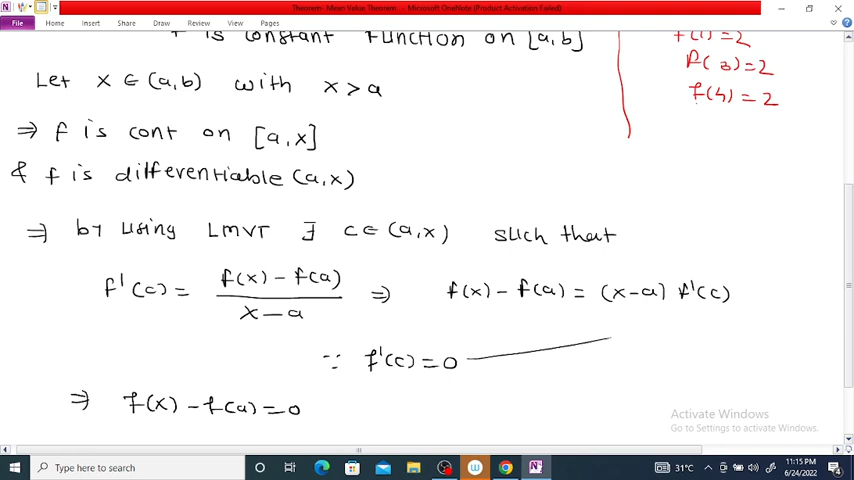 Theorem- Mean Value Theorem - Microsoft OneNote (Product Activation Failed)
File Home Insert Share Draw Review View Pages
f is constant function on [a,b]
f(1)=2
f(3)=2
f(4)=2
Let x ∈ (a,b) with x > a
⇒ f is cont on [a,x]
& f is differentiable (a,x)
⇒ by using LMVT ∃ c ∈ (a,x) such that
f'(c) = (f(x) - f(a))/(x - a) ⇒ f(x) - f(a) = (x-a) f'(c)
∵ f'(c) = 0
⇒ f(x) - f(a) = 0
Activate Windows
Go to Settings to activate Windows.
Type here to search
31°C
11:15 PM
6/24/2022